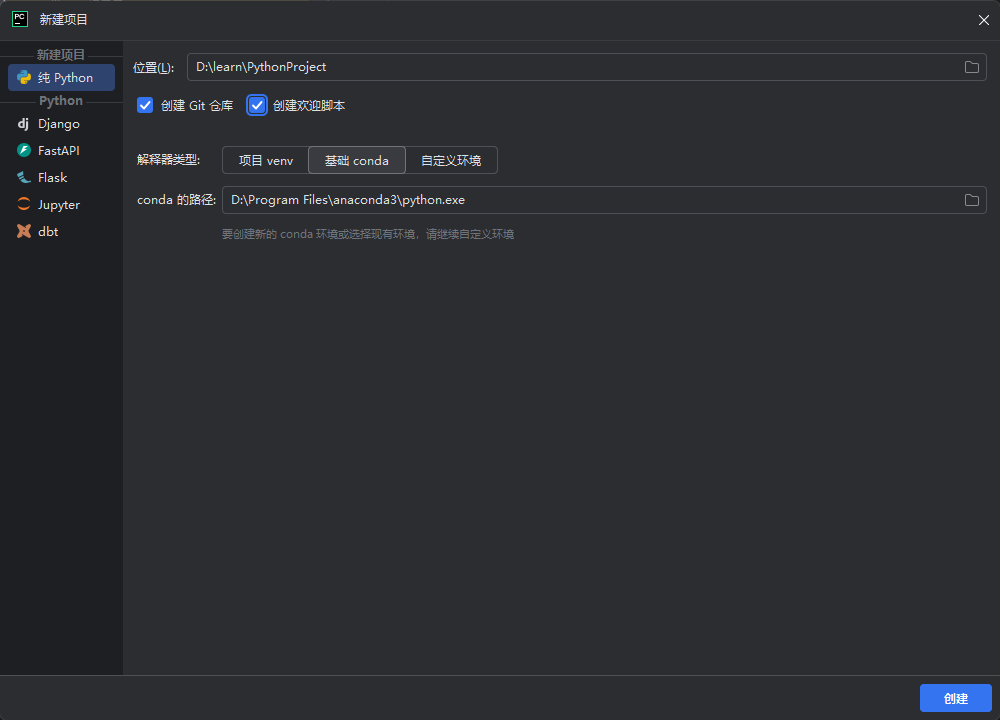 PC 新建项目
新建项目
纯 Python
Python
dj Django
FastAPI
Flask
Jupyter
dbt
位置(L): D:\learn\PythonProject
创建 Git 仓库 创建欢迎脚本
解释器类型: 项目 venv 基础 conda 自定义环境
conda 的路径: D:\Program Files\anaconda3\python.exe
要创建新的 conda 环境或选择现有环境，请继续自定义环境
创建